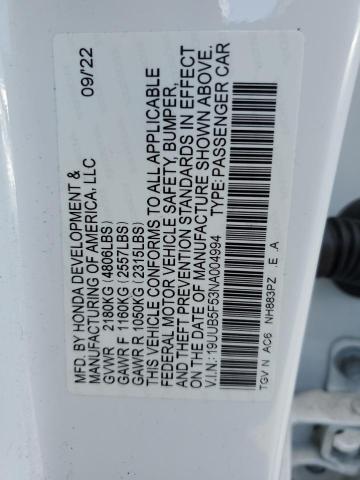 MFD. BY HONDA DEVELOPMENT & 09/'22
MANUFACTURING OF AMERICA, LLC
GVWR 2180KG (4806LBS)
GAWR F 1160KG (2557LBS)
GAWR R 1050KG (2315LBS)
THIS VEHICLE CONFORMS TO ALL APPLICABLE
FEDERAL MOTOR VEHICLE SAFETY, BUMPER,
AND THEFT PREVENTION STANDARDS IN EFFECT
ON THE DATE OF MANUFACTURE SHOWN ABOVE.
V.I.N.: 19UUB5F53NA004994 TYPE: PASSENGER CAR
TGV N AC6 NH883PZ .E .A